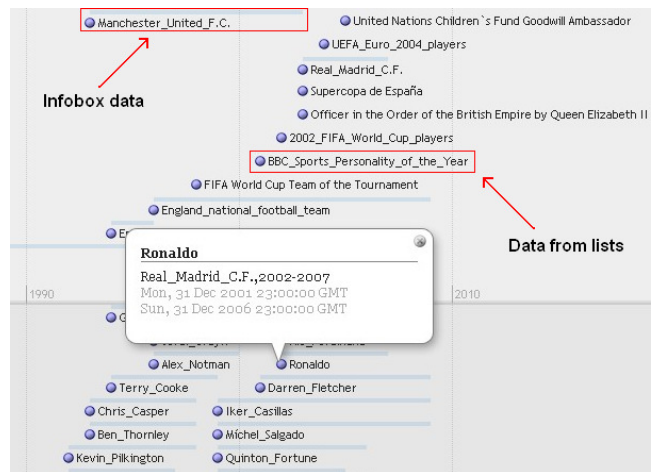 Manchester_United_F.C.
United Nations Children`s Fund Goodwill Ambassador
UEFA_Euro_2004_players
Real_Madrid_C.F.
Infobox data
Supercopa de España
Officer in the Order of the British Empire by Queen Elizabeth II
2002_FIFA_World_Cup_players
BBC_Sports_Personality_of_the_Year
FIFA World Cup Team of the Tournament
England_national_football_team
Data from lists
Ronaldo
Real_Madrid_C.F.,2002-2007
Mon, 31 Dec 2001 23:00:00 GMT
Sun, 31 Dec 2006 23:00:00 GMT
1990
2010
Alex_Notman
Ronaldo
Terry_Cooke
Darren_Fletcher
Chris_Casper
Iker_Casillas
Ben_Thornley
Míchel_Salgado
Kevin_Pilkington
Quinton_Fortune